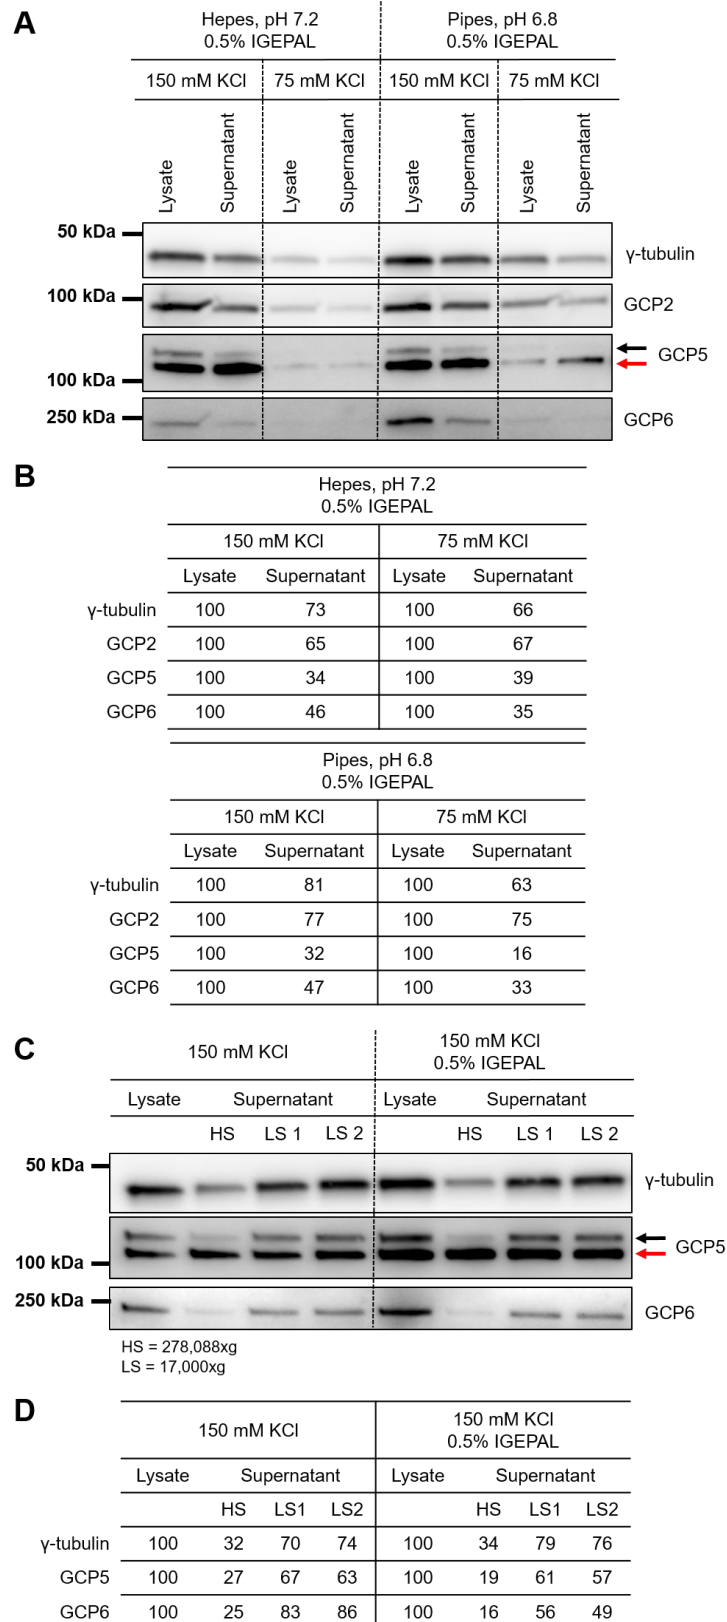 A
Hepes, pH 7.2
0.5% IGEPAL
Pipes, pH 6.8
0.5% IGEPAL
150 mM KCl 75 mM KCl 150 mM KCl 75 mM KCl
Lysate Supernatant Lysate Supernatant Lysate Supernatant Lysate Supernatant
50 kDa
γ-tubulin
100 kDa
GCP2
GCP5
100 kDa
250 kDa
GCP6
B
Hepes, pH 7.2
0.5% IGEPAL
150 mM KCl 75 mM KCl
Lysate Supernatant Lysate Supernatant
γ-tubulin 100 73 100 66
GCP2 100 65 100 67
GCP5 100 34 100 39
GCP6 100 46 100 35
Pipes, pH 6.8
0.5% IGEPAL
150 mM KCl 75 mM KCl
Lysate Supernatant Lysate Supernatant
γ-tubulin 100 81 100 63
GCP2 100 77 100 75
GCP5 100 32 100 16
GCP6 100 47 100 33
C
150 mM KCl
150 mM KCl
0.5% IGEPAL
Lysate Supernatant Lysate Supernatant
HS LS 1 LS 2 HS LS 1 LS 2
50 kDa
γ-tubulin
GCP5
100 kDa
250 kDa
GCP6
HS = 278,088xg
LS = 17,000xg
D
150 mM KCl
150 mM KCl
0.5% IGEPAL
Lysate Supernatant Lysate Supernatant
HS LS1 LS2 HS LS1 LS2
γ-tubulin 100 32 70 74 100 34 79 76
GCP5 100 27 67 63 100 19 61 57
GCP6 100 25 83 86 100 16 56 49